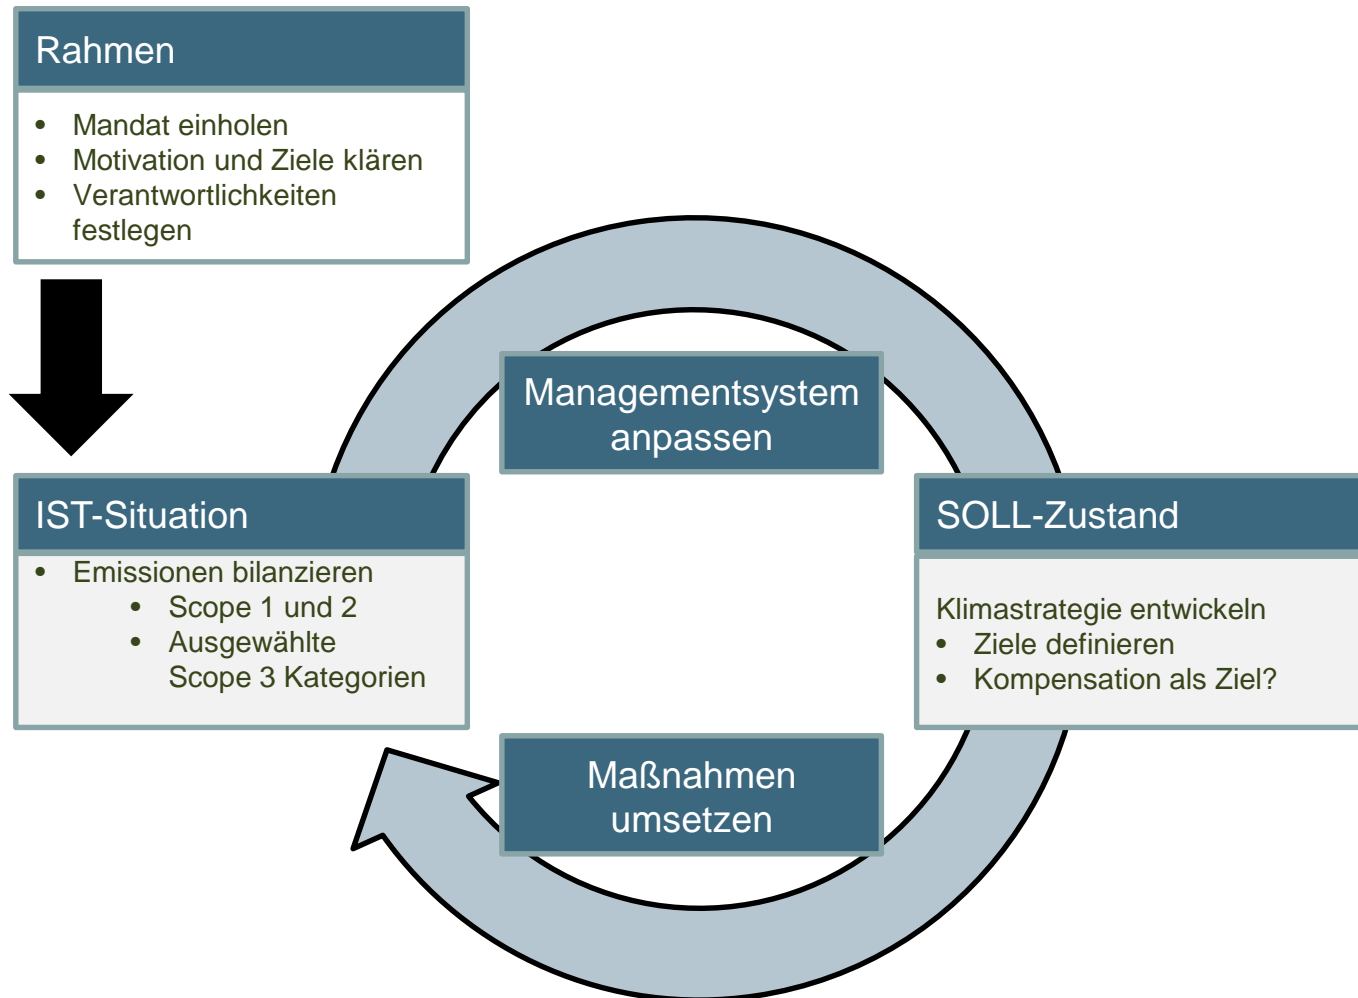 Rahmen
• Mandat einholen
• Motivation und Ziele klären
• Verantwortlichkeiten
festlegen
Managementsystem
anpassen
IST-Situation
• Emissionen bilanzieren
• Scope 1 und 2
• Ausgewählte
Scope 3 Kategorien
SOLL-Zustand
Klimastrategie entwickeln
• Ziele definieren
• Kompensation als Ziel?
Maßnahmen
umsetzen